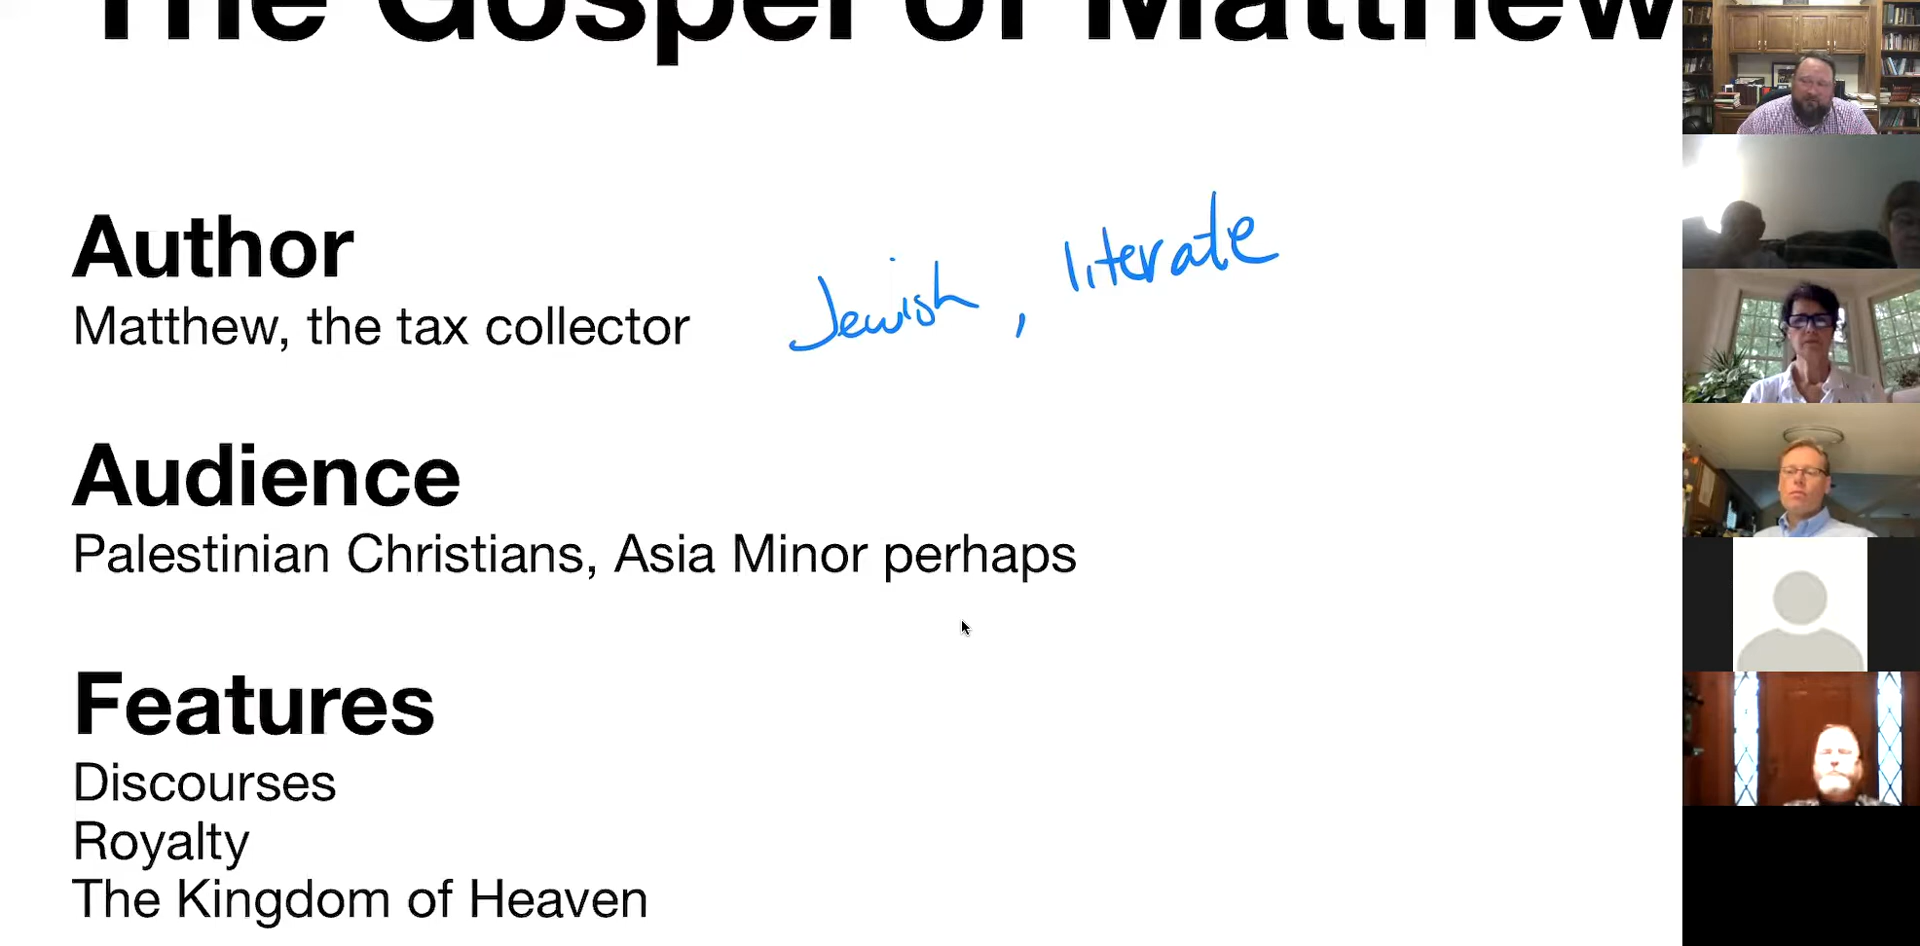 The Gospel of Matthew
Author
Matthew, the tax collector
Jewish, literate
Audience
Palestinian Christians, Asia Minor perhaps
Features
Discourses
Royalty
The Kingdom of Heaven